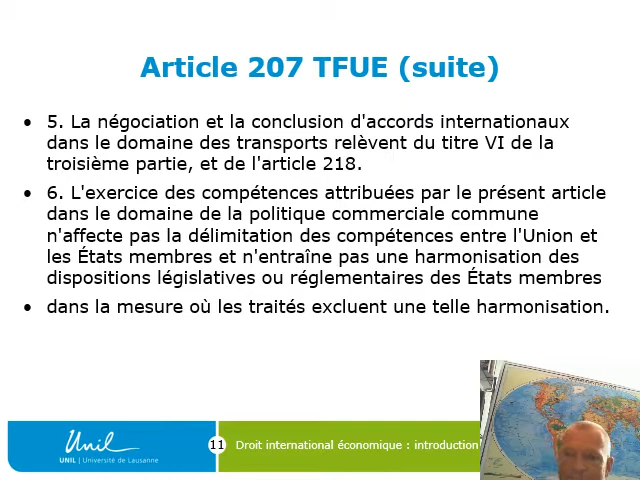 Article 207 TFUE (suite)
• 5. La négociation et la conclusion d'accords internationaux
dans le domaine des transports relèvent du titre VI de la
troisième partie, et de l'article 218.
• 6. L'exercice des compétences attribuées par le présent article
dans le domaine de la politique commerciale commune
n'affecte pas la délimitation des compétences entre l'Union et
les États membres et n'entraîne pas une harmonisation des
dispositions législatives ou réglementaires des États membres
• dans la mesure où les traités excluent une telle harmonisation.
Unil
UNIL | Université de Lausanne
11
Droit international économique : introduction